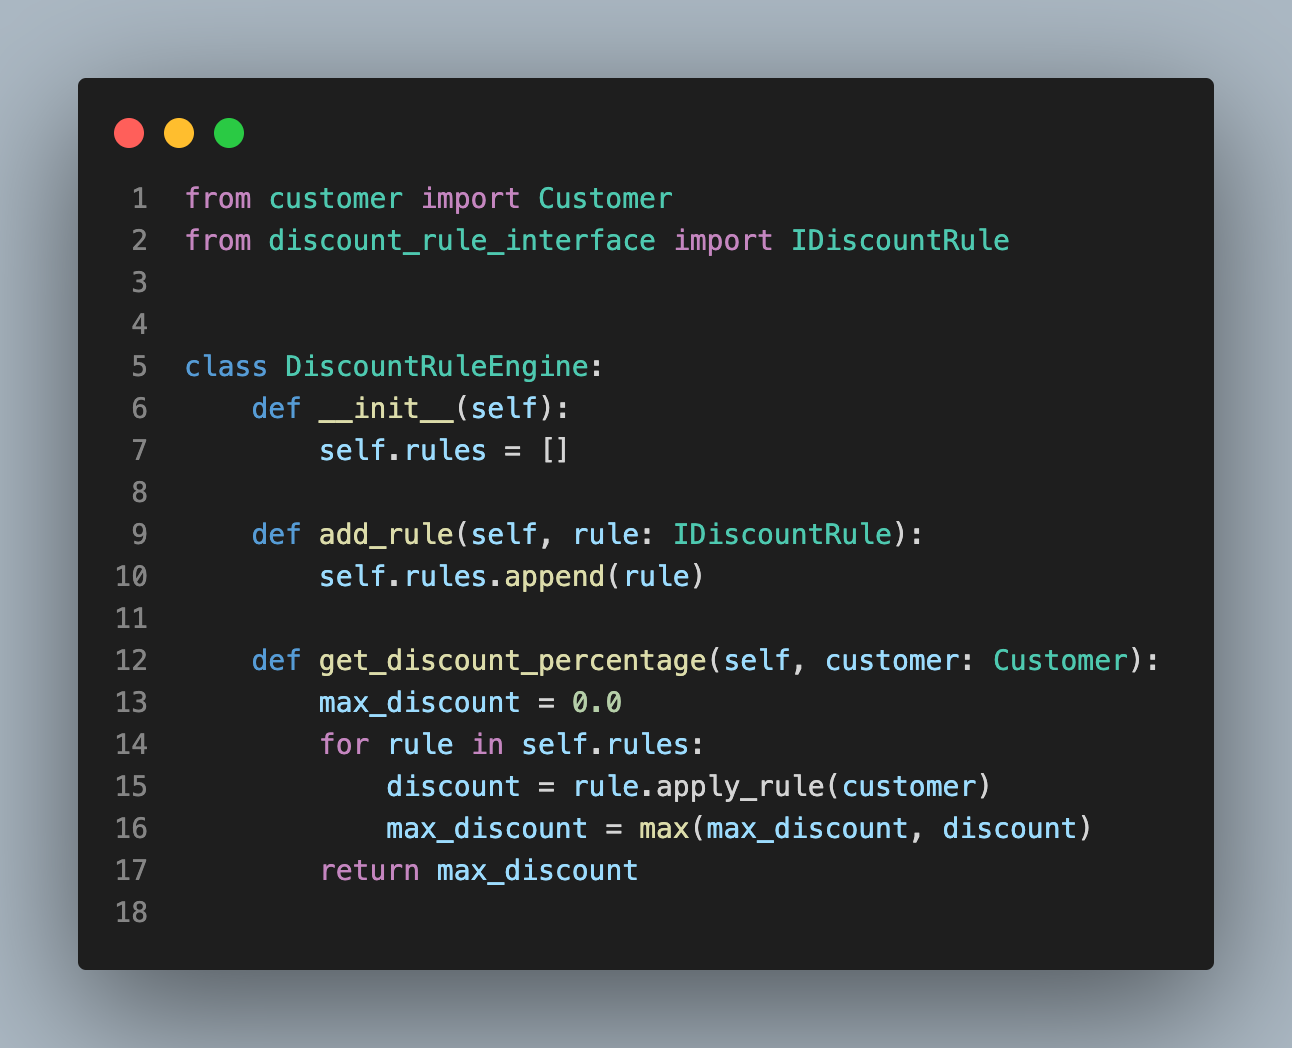 1 from customer import Customer
2 from discount_rule_interface import IDiscountRule
3
4
5 class DiscountRuleEngine:
6     def __init__(self):
7         self.rules = []
8
9     def add_rule(self, rule: IDiscountRule):
10         self.rules.append(rule)
11
12     def get_discount_percentage(self, customer: Customer):
13         max_discount = 0.0
14         for rule in self.rules:
15             discount = rule.apply_rule(customer)
16             max_discount = max(max_discount, discount)
17         return max_discount
18